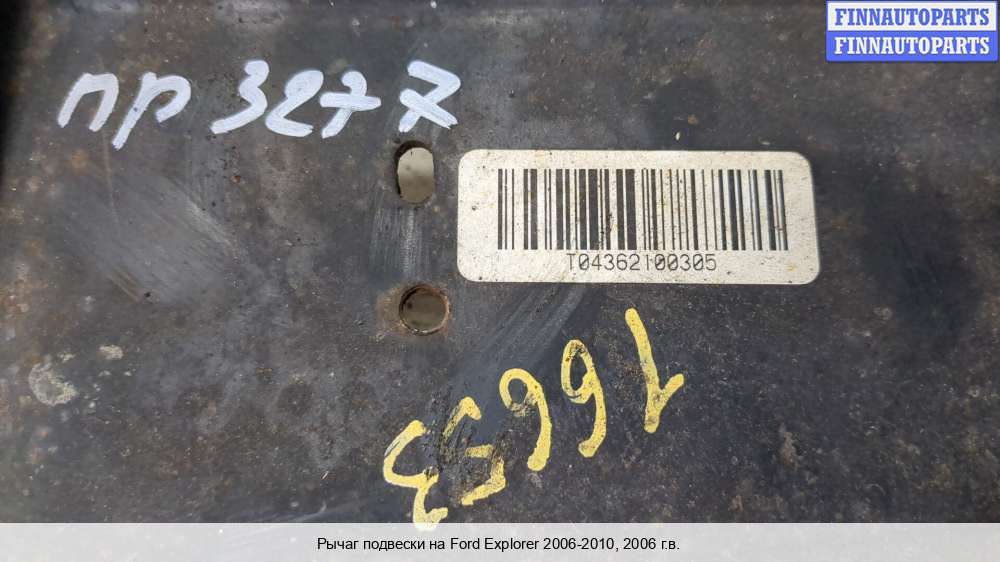 FINNAUTOPARTS
FINNAUTOPARTS
пр 3277
T04362100305
16653
Рычаг подвески на Ford Explorer 2006-2010, 2006 г.в.